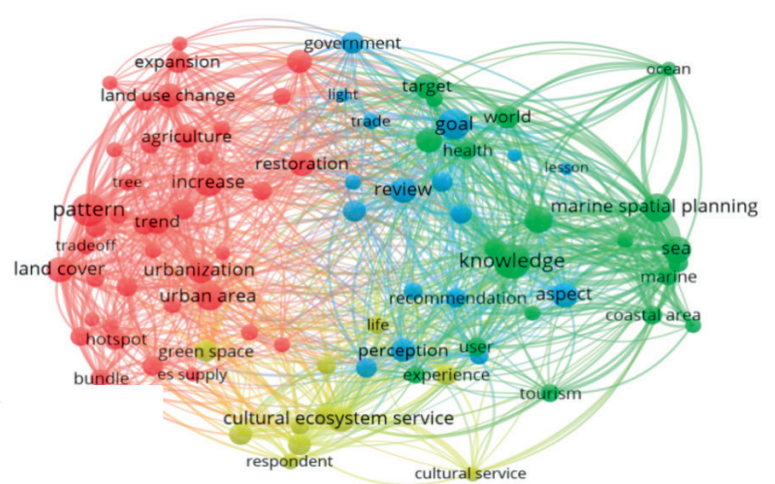 government
expansion
ocean
target
land use change
light
trade
goal
world
agriculture
health
restoration
lesson
tree
increase
review
pattern
marine spatial planning
trend
tradeoff
sea
knowledge
land cover
urbanization
marine
urban area
recommendation
aspect
coastal area
life
hotspot
green space
perception
user
bundle
es supply
experience
tourism
cultural ecosystem service
respondent
cultural service